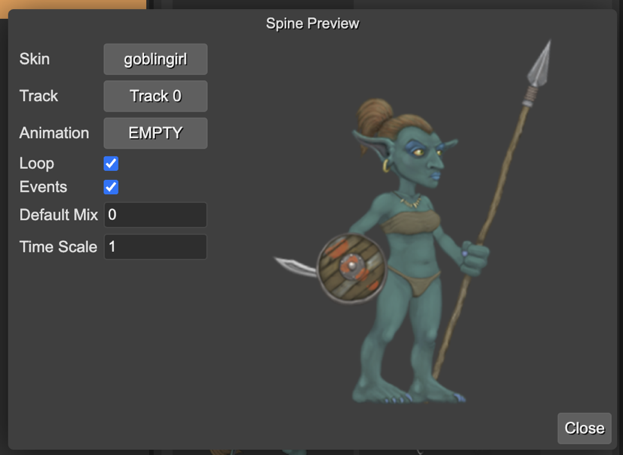 Spine Preview
Skin goblingirl
Track Track 0
Animation EMPTY
Loop
Events
Default Mix 0
Time Scale 1
Close